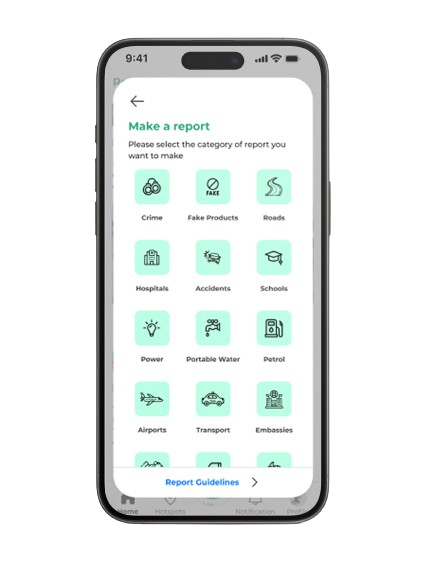 9:41
Make a report
Please select the category of report you
want to make
FAKE
Crime Fake Products Roads
Hospitals Accidents Schools
Power Portable Water Petrol
Airports Transport Embassies
Report Guidelines
Home Hotspots Notification